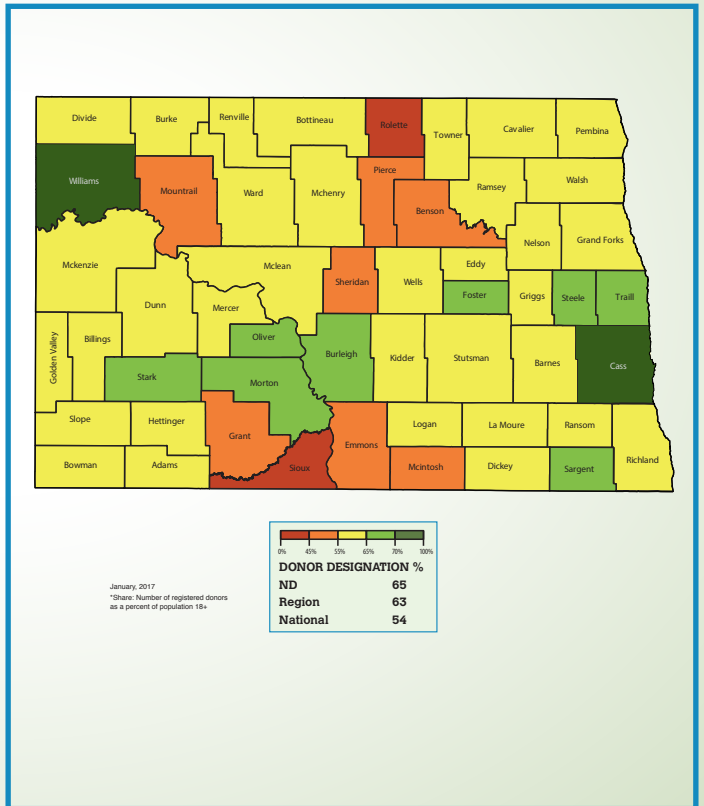 Divide
Burke
Renville
Bottineau
Rolette
Towner
Cavalier
Pembina
Williams
Mountrail
Ward
Mchenry
Pierce
Benson
Ramsey
Walsh
Nelson
Grand Forks
Mckenzie
Dunn
Mclean
Mercer
Sheridan
Wells
Eddy
Foster
Griggs
Steele
Traill
Golden Valley
Billings
Stark
Oliver
Morton
Burleigh
Kidder
Stutsman
Barnes
Cass
Slope
Hettinger
Grant
Sioux
Emmons
Logan
La Moure
Ransom
Richland
Bowman
Adams
Mcintosh
Dickey
Sargent
0% 45% 55% 65% 70% 100%
DONOR DESIGNATION %
ND 65
Region 63
National 54
January, 2017
*Share: Number of registered donors
as a percent of population 18+